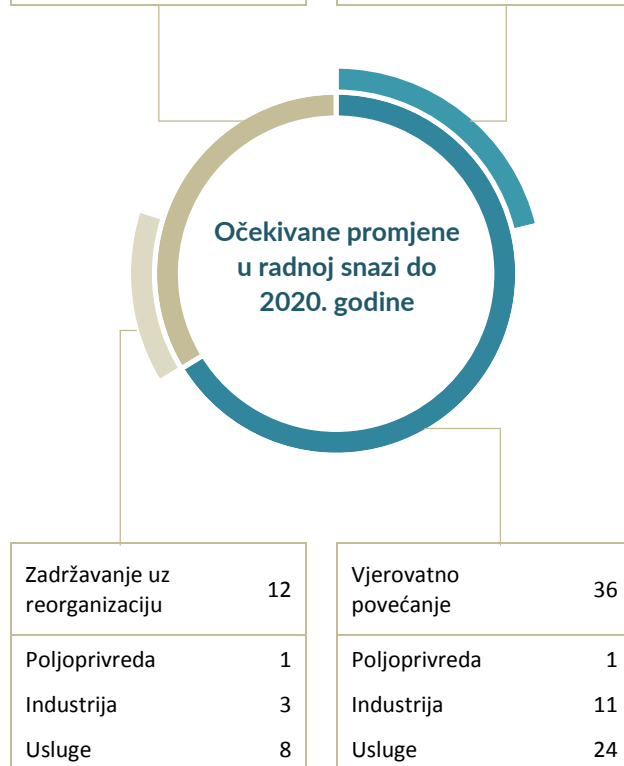 Očekivane promjene
u radnoj snazi do
2020. godine
Zadržavanje uz
reorganizaciju 12
Poljoprivreda 1
Industrija 3
Usluge 8
Vjerovatno
povećanje 36
Poljoprivreda 1
Industrija 11
Usluge 24